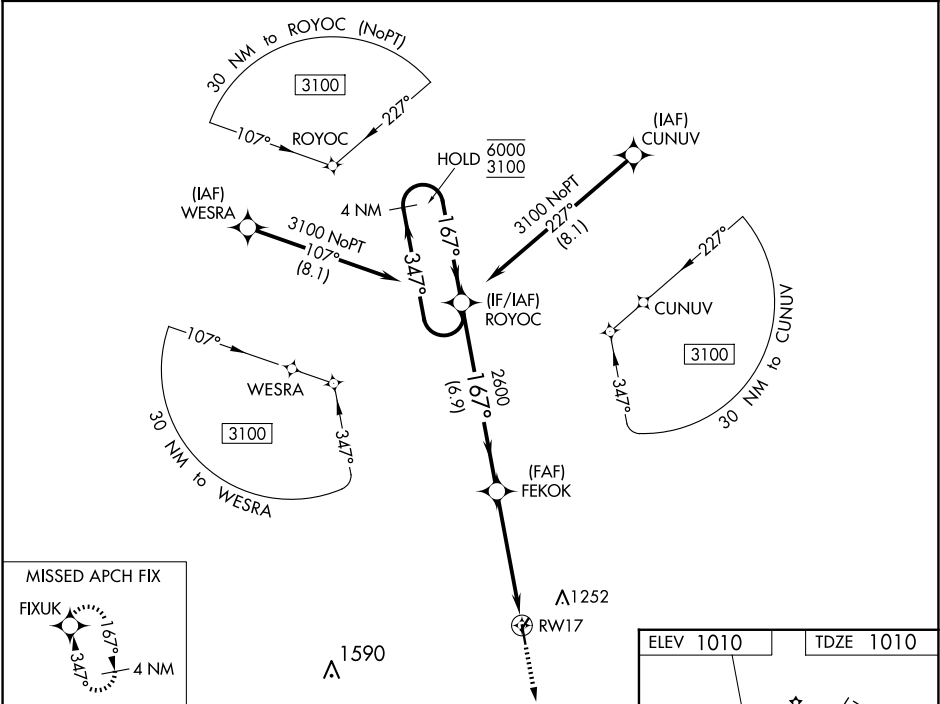 30 NM to ROYOC (NoPT)
3100
107°
227°
ROYOC
HOLD 6000
3100
4 NM
167°
347°
(IAF)
CUNUV
3100 NoPT
227°
(8.1)
(IAF)
WESRA
3100 NoPT
107°
(8.1)
(IF/IAF)
ROYOC
227°
CUNUV
3100
347°
30 NM to CUNUV
107°
WESRA
3100
347°
30 NM to WESRA
2600
167°
(6.9)
(FAF)
FEKOK
1252
RW17
1590
MISSED APCH FIX
FIXUK
167°
347°
4 NM
ELEV 1010
TDZE 1010